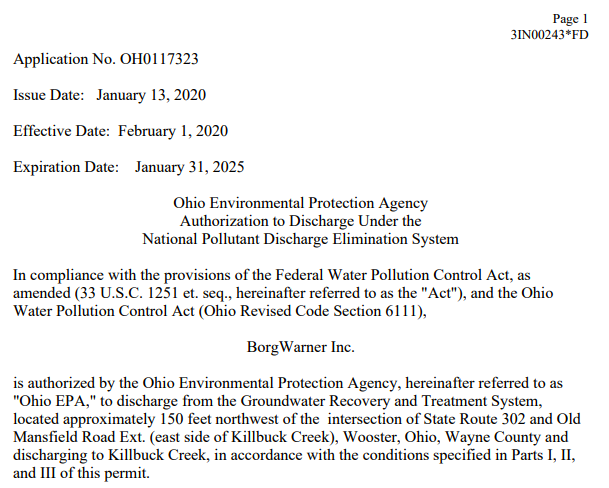 Page 1
3IN00243*FD
Application No. OH0117323
Issue Date: January 13, 2020
Effective Date: February 1, 2020
Expiration Date: January 31, 2025
Ohio Environmental Protection Agency
Authorization to Discharge Under the
National Pollutant Discharge Elimination System
In compliance with the provisions of the Federal Water Pollution Control Act, as
amended (33 U.S.C. 1251 et. seq., hereinafter referred to as the "Act"), and the Ohio
Water Pollution Control Act (Ohio Revised Code Section 6111),
BorgWarner Inc.
is authorized by the Ohio Environmental Protection Agency, hereinafter referred to as
"Ohio EPA," to discharge from the Groundwater Recovery and Treatment System,
located approximately 150 feet northwest of the intersection of State Route 302 and Old
Mansfield Road Ext. (east side of Killbuck Creek), Wooster, Ohio, Wayne County and
discharging to Killbuck Creek, in accordance with the conditions specified in Parts I, II,
and III of this permit.